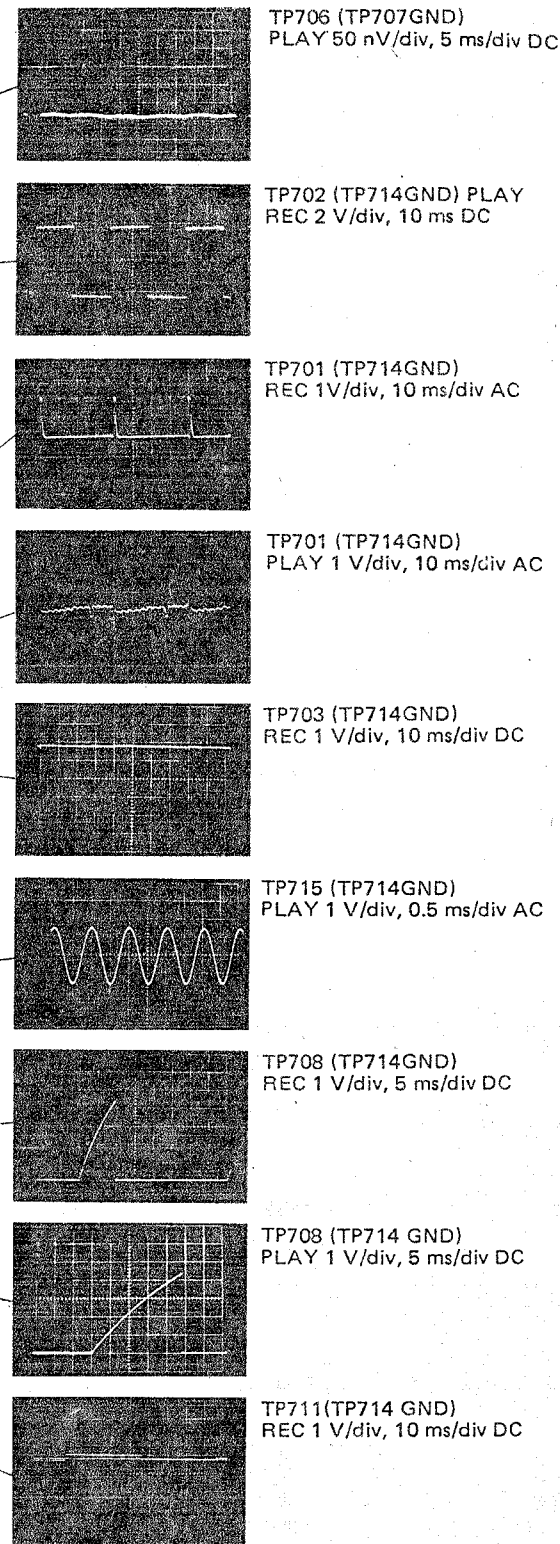 TP706 (TP707GND)
PLAY 50 nV/div, 5 ms/div DC
TP702 (TP714GND) PLAY
REC 2 V/div, 10 ms DC
TP701 (TP714GND)
REC 1V/div, 10 ms/div AC
TP701 (TP714GND)
PLAY 1 V/div, 10 ms/div AC
TP703 (TP714GND)
REC 1 V/div, 10 ms/div DC
TP715 (TP714GND)
PLAY 1 V/div, 0.5 ms/div AC
TP708 (TP714GND)
REC 1 V/div, 5 ms/div DC
TP708 (TP714 GND)
PLAY 1 V/div, 5 ms/div DC
TP711(TP714 GND)
REC 1 V/div, 10 ms/div DC